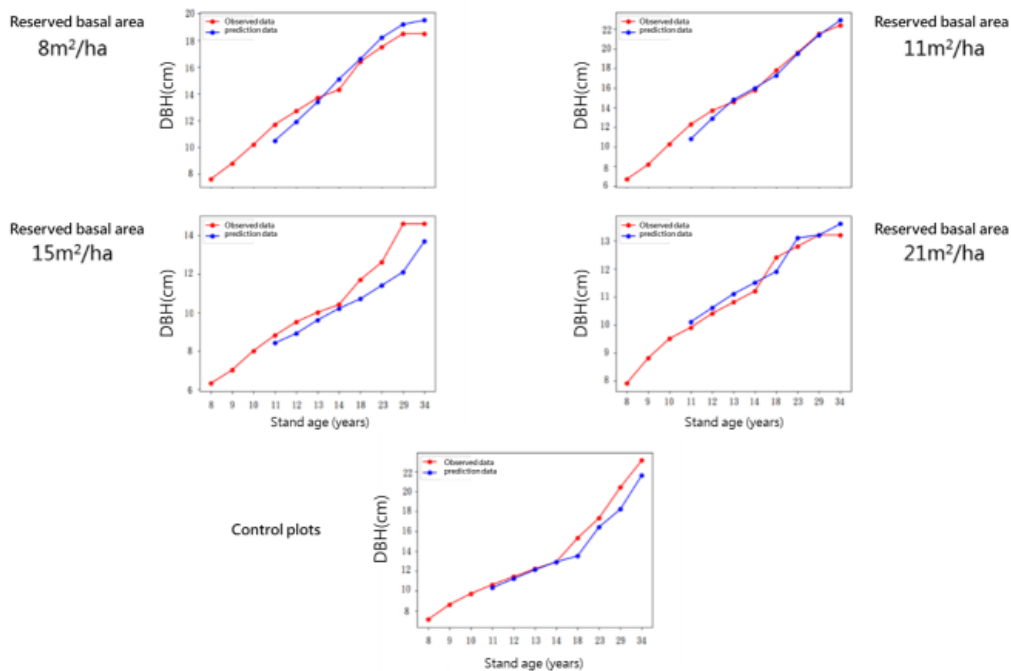 Reserved basal area
8m²/ha
DBH(cm)
20
18
16
14
12
10
8
Observed data
prediction data
Reserved basal area
11m²/ha
DBH(cm)
22
20
18
16
14
12
10
8
6
Observed data
prediction data
Reserved basal area
15m²/ha
DBH(cm)
14
12
10
8
6
Observed data
prediction data
8 9 10 11 12 13 14 18 23 29 34
Stand age (years)
Reserved basal area
21m²/ha
DBH(cm)
13
12
11
10
9
8
Observed data
prediction data
8 9 10 11 12 13 14 18 23 29 34
Stand age (years)
Control plots
DBH(cm)
22
20
18
16
14
12
10
8
Observed data
prediction data
8 9 10 11 12 13 14 18 23 29 34
Stand age (years)